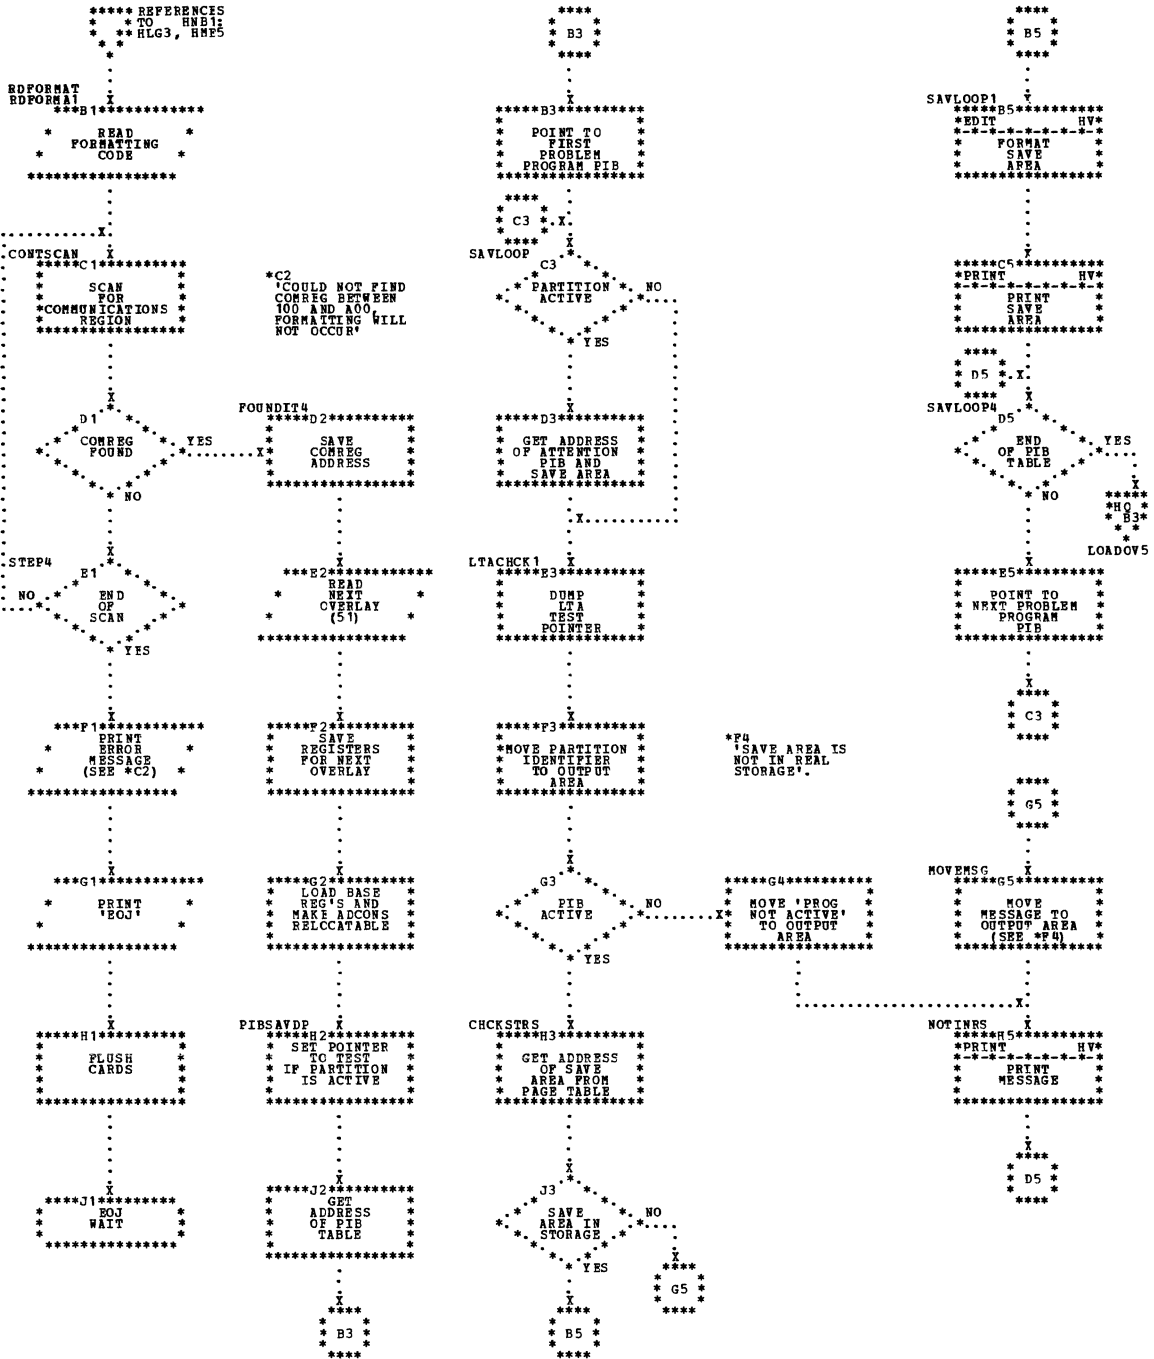 REFERENCES
TO HNB1:
HLG3, HMF5
RDFORMAT
RDFORMA1
B1
READ
FORMATTING
CODE
CONTSCAN
C1
SCAN
FOR
COMMUNICATIONS
REGION
D1
COMREG
FOUND
YES
NO
STEP4
E1
NO
END
OF
SCAN
YES
F1
PRINT
ERROR
MESSAGE
(SEE *C2)
G1
PRINT
'EOJ'
H1
FLUSH
CARDS
J1
EOJ
WAIT
*C2
'COULD NOT FIND
COMREG BETWEEN
100 AND A00,
FORMATTING WILL
NOT OCCUR'
FOUNDIT4
D2
SAVE
COMREG
ADDRESS
E2
READ
NEXT
OVERLAY
(51)
F2
SAVE
REGISTERS
FOR NEXT
OVERLAY
G2
LOAD BASE
REG'S AND
MAKE ADCONS
RELCCATABLE
PIBSAVDP
H2
SET POINTER
TO TEST
IF PARTITION
IS ACTIVE
J2
GET
ADDRESS
OF PIB
TABLE
B3
B3
B3
POINT TO
FIRST
PROBLEM
PROGRAM PIB
C3
SAVLOOP
C3
PARTITION
ACTIVE
NO
YES
D3
GET ADDRESS
OF ATTENTION
PIB AND
SAVE AREA
LTACHCK1
E3
DUMP
LTA
TEST
POINTER
F3
MOVE PARTITION
IDENTIFIER
TO OUTPUT
AREA
G3
PIB
ACTIVE
NO
YES
CHCKSTRS
H3
GET ADDRESS
OF SAVE
AREA FROM
PAGE TABLE
J3
SAVE
AREA IN
STORAGE
NO
YES
G5
B5
*F4
'SAVE AREA IS
NOT IN REAL
STORAGE'.
G4
MOVE 'PROG
NOT ACTIVE'
TO OUTPUT
AREA
B5
SAVLOOP1
B5
*EDIT HV*
FORMAT
SAVE
AREA
C5
*PRINT HV*
PRINT
SAVE
AREA
D5
SAVLOOP4
D5
END
OF PIB
TABLE
YES
NO
*HQ
B3*
LOADOV5
E5
POINT TO
NEXT PROBLEM
PROGRAM
PIB
C3
G5
MOVEMSG
G5
MOVE
MESSAGE TO
OUTPUT AREA
(SEE *F4)
NOTINRS
H5
*PRINT HV*
PRINT
MESSAGE
D5